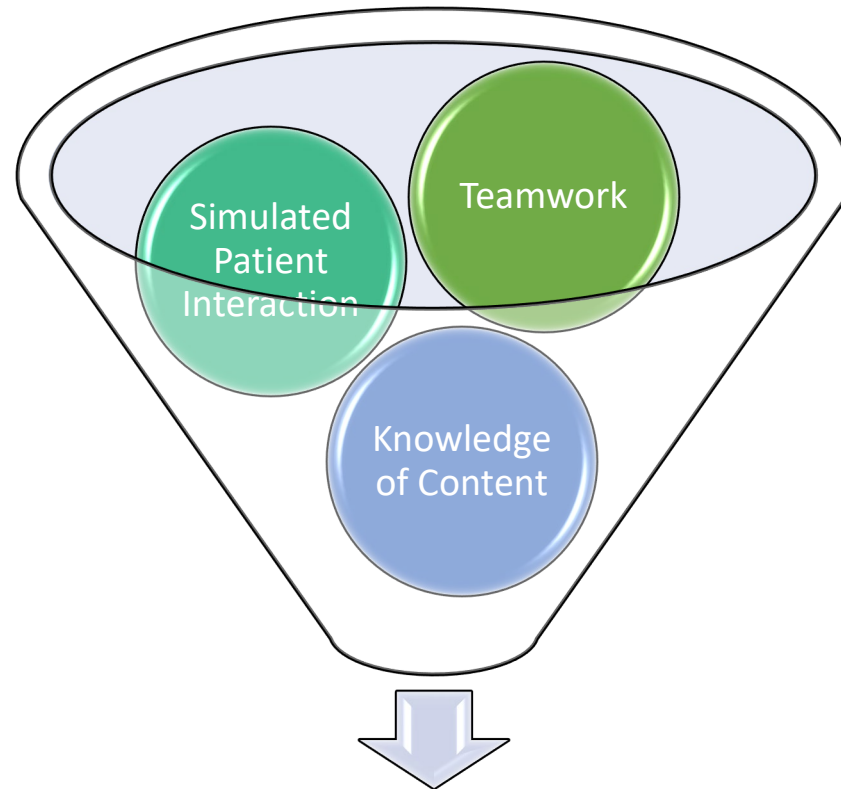 Simulated
Patient
Interaction
Teamwork
Knowledge
of Content